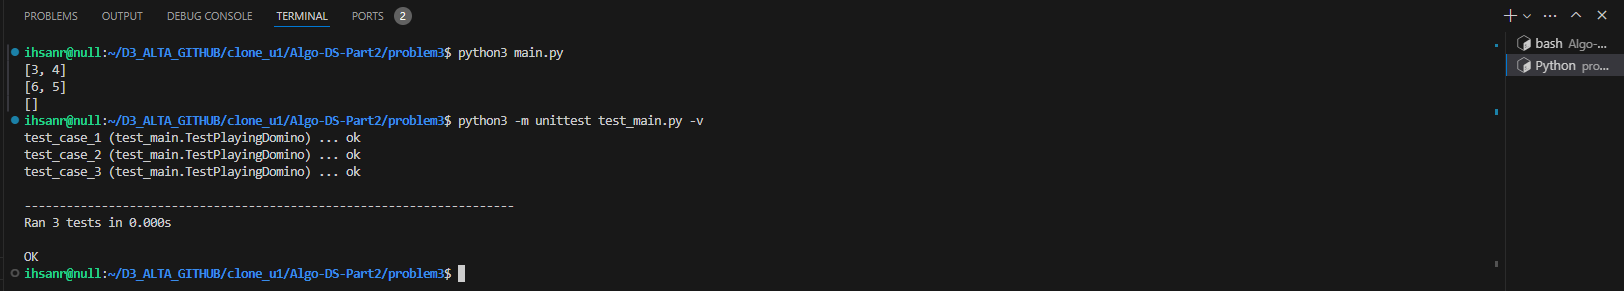 PROBLEMS OUTPUT DEBUG CONSOLE TERMINAL PORTS 2
ihsanr@null:~/D3_ALTA_GITHUB/clone_u1/Algo-DS-Part2/problem3$ python3 main.py
[3, 4]
[6, 5]
[]
ihsanr@null:~/D3_ALTA_GITHUB/clone_u1/Algo-DS-Part2/problem3$ python3 -m unittest test_main.py -v
test_case_1 (test_main.TestPlayingDomino) ... ok
test_case_2 (test_main.TestPlayingDomino) ... ok
test_case_3 (test_main.TestPlayingDomino) ... ok
----------------------------------------------------------------------
Ran 3 tests in 0.000s
OK
ihsanr@null:~/D3_ALTA_GITHUB/clone_u1/Algo-DS-Part2/problem3$
bash Algo-...
Python pro...